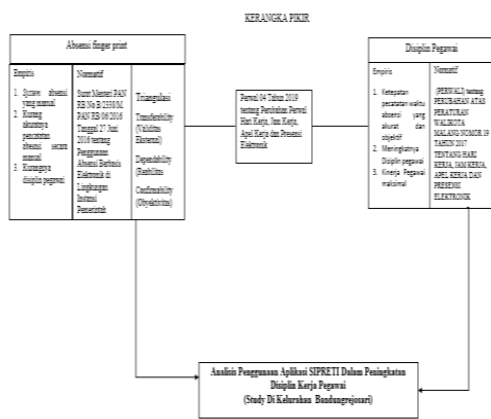 KERANGKA PIKIR
Absensi finger print
Empiris
1. System absensi
yang manual
2. Kurang
akuratnya
pencatatan
absensi secara
manual
3. Kurangnya
disiplin pegawai
Normatif
Surat Menteri PAN
RB No B/2338/M.
PAN RB 06/2016
Tanggal 27 Juni
2016 tentang
Penggunaan
Absensi Berbasis
Elektronik di
Lingkungan
Instansi
Pemerintah
Triangulasi
Transferability
(Validitas
Eksternal)
Dependability
(Reabilitas
Confirmability
(Obyektivitas)
Perwal 04 Tahun 2019
tentang Perubahan Perwal
Hari Kerja, Jam Kerja,
Apel Kerja dan Presensi
Elektronik
Disiplin Pegawai
Empiris
1. Ketepatan
pecatatan waktu
absensi yang
akurat dan
objektif
2. Meningkatnya
Disiplin pegawai
3. Kinerja Pegawai
maksimal
Normatif
(PERWALI) tentang
PERUBAHAN ATAS
PERATURAN
WALIKOTA
MALANG NOMOR 19
TAHUN 2017
TENTANG HARI
KERJA, JAM KERJA,
APEL KERJA DAN
PRESENSI
ELEKTRONIK
Analisis Penggunaan Aplikasi SIPRETI Dalam Peningkatan
Disiplin Kerja Pegawai
(Study Di Kelurahan Bandungrejosari)